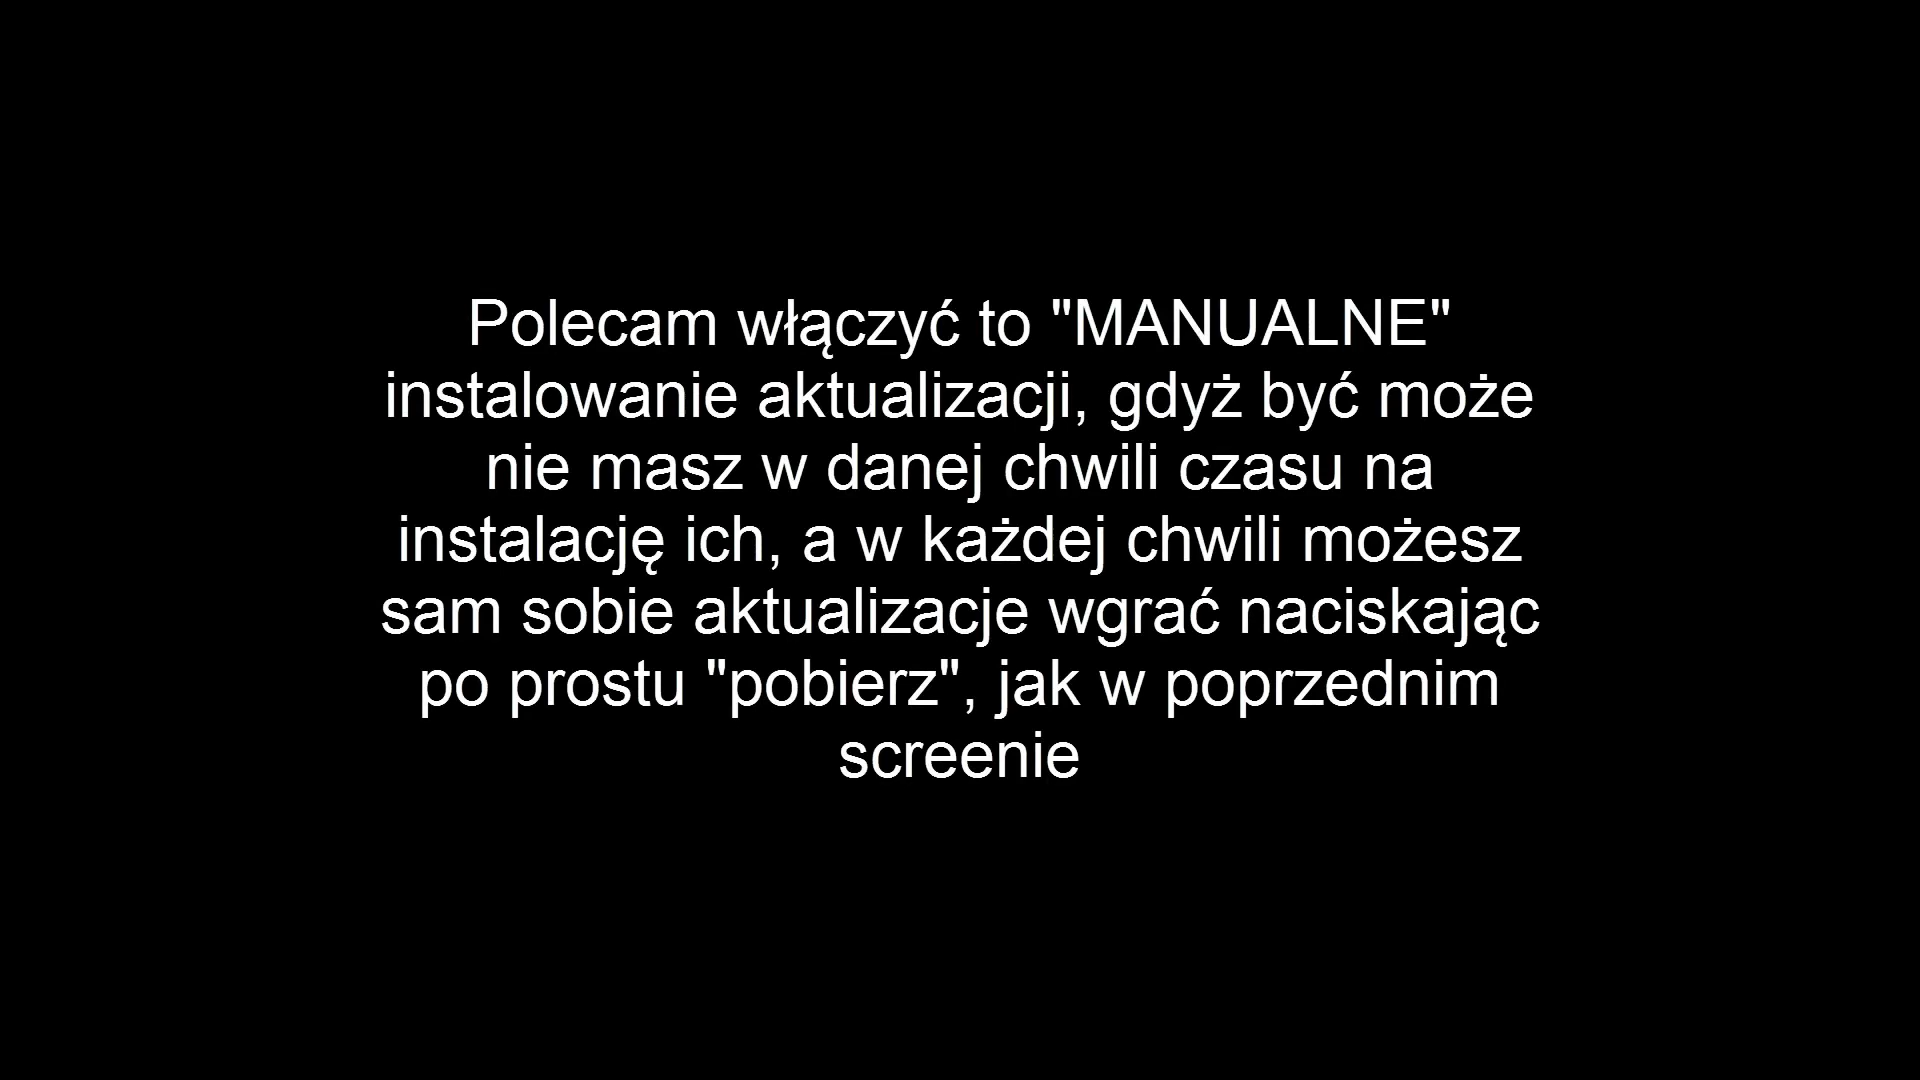 Polecam włączyć to "MANUALNE"
instalowanie aktualizacji, gdyż być może
nie masz w danej chwili czasu na
instalację ich, a w każdej chwili możesz
sam sobie aktualizacje wgrać naciskając
po prostu "pobierz", jak w poprzednim
screenie